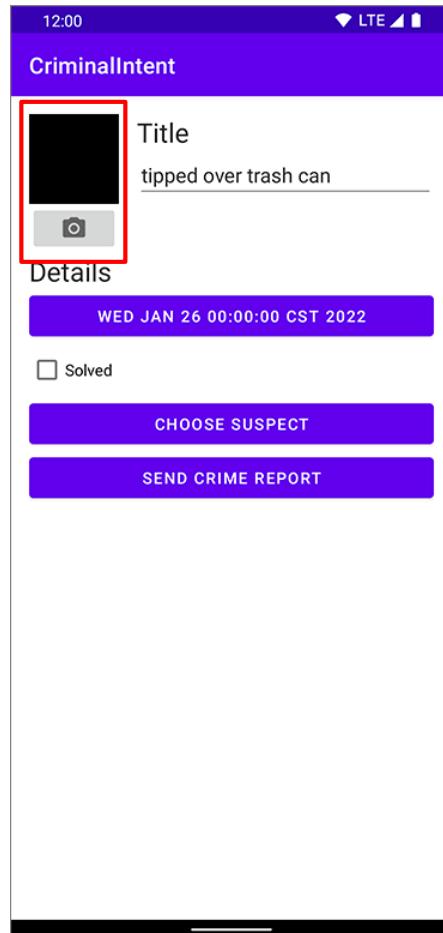 12:00 LTE
CriminalIntent
Title
tipped over trash can
Details
WED JAN 26 00:00:00 CST 2022
Solved
CHOOSE SUSPECT
SEND CRIME REPORT